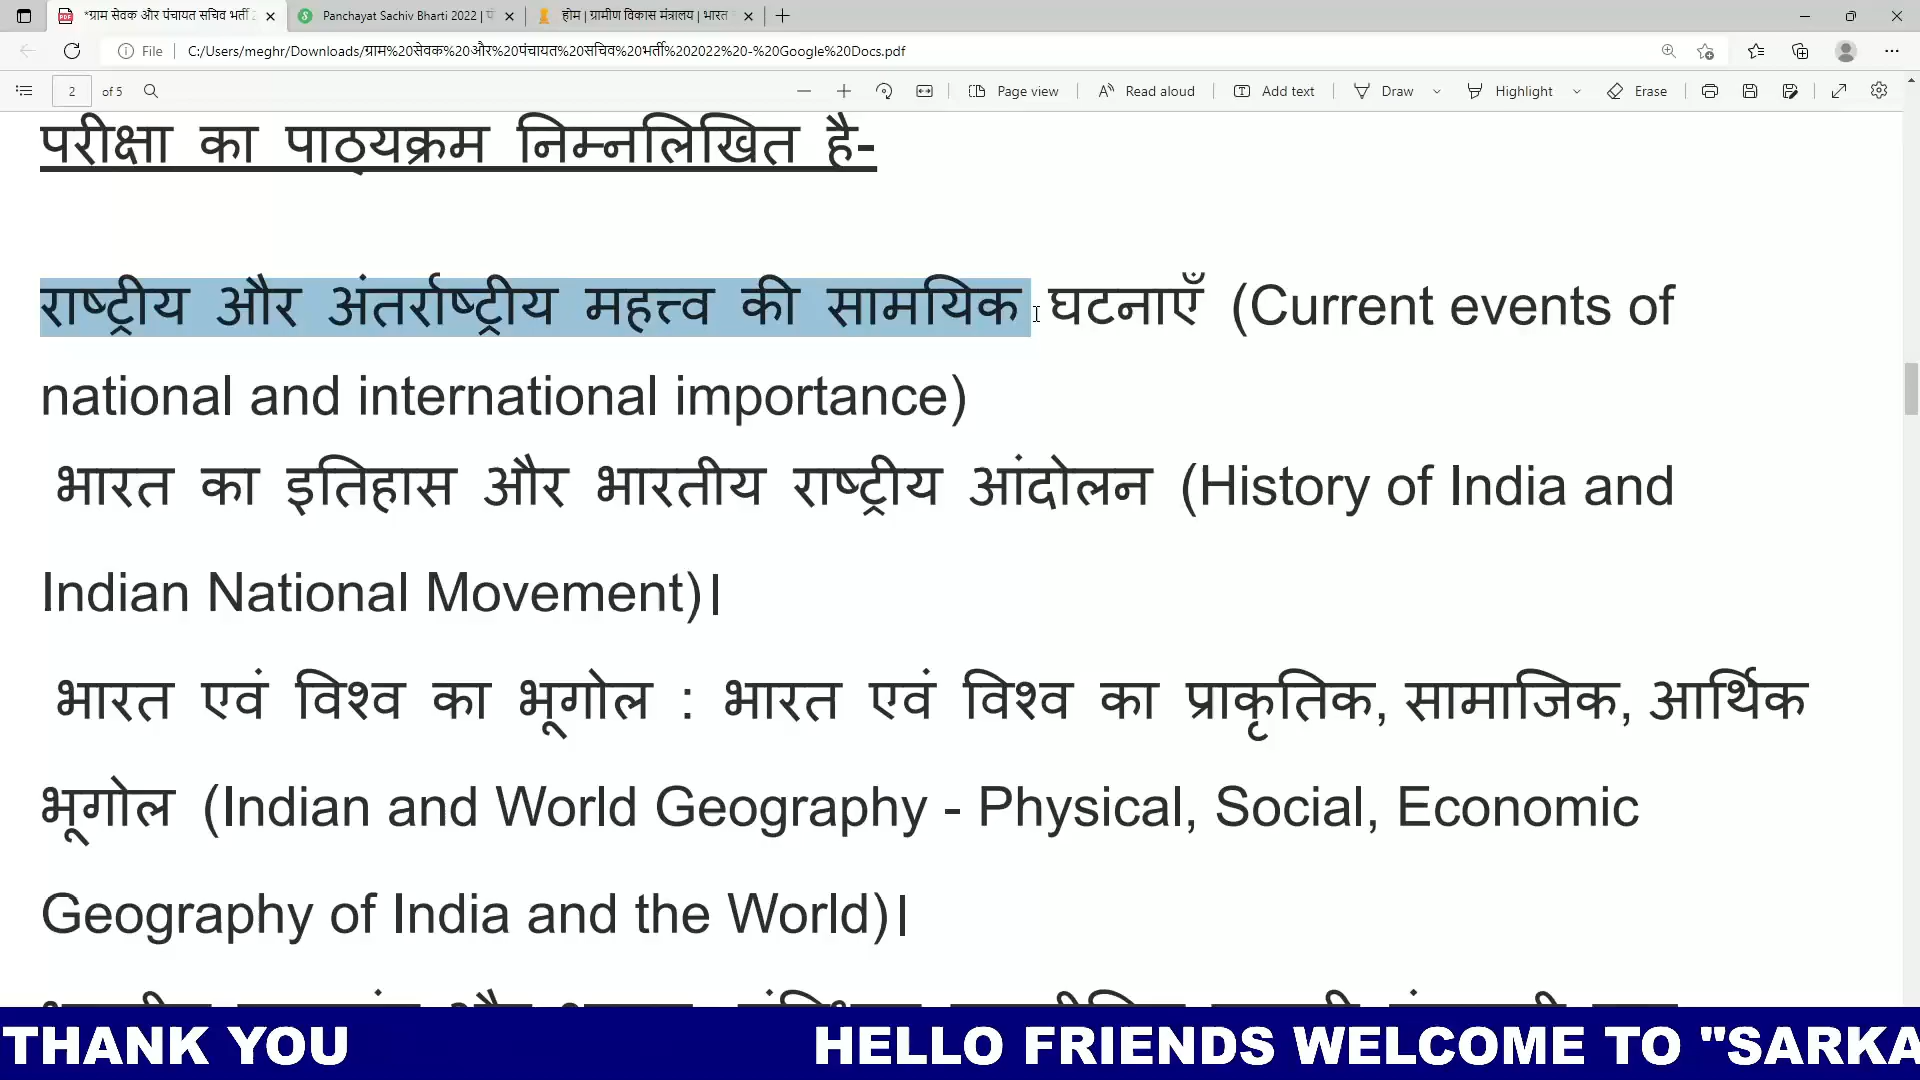 *ग्राम सेवक और पंचायत सचिव भर्ती
Panchayat Sachiv Bharti 2022 |
होम | ग्रामीण विकास मंत्रालय | भारत
File
C:/Users/meghr/Downloads/ग्राम%20सेवक%20और%20पंचायत%20सचिव%20भर्ती%202022%20-%20Google%20Docs.pdf
2 of 5
Page view
Read aloud
Add text
Draw
Highlight
Erase
परीक्षा का पाठ्यक्रम निम्नलिखित है-
राष्ट्रीय और अंतर्राष्ट्रीय महत्त्व की सामयिक घटनाएँ (Current events of
national and international importance)
भारत का इतिहास और भारतीय राष्ट्रीय आंदोलन (History of India and
Indian National Movement)।
भारत एवं विश्व का भूगोल : भारत एवं विश्व का प्राकृतिक, सामाजिक, आर्थिक
भूगोल (Indian and World Geography - Physical, Social, Economic
Geography of India and the World)।
THANK YOU HELLO FRIENDS WELCOME TO "SARKA